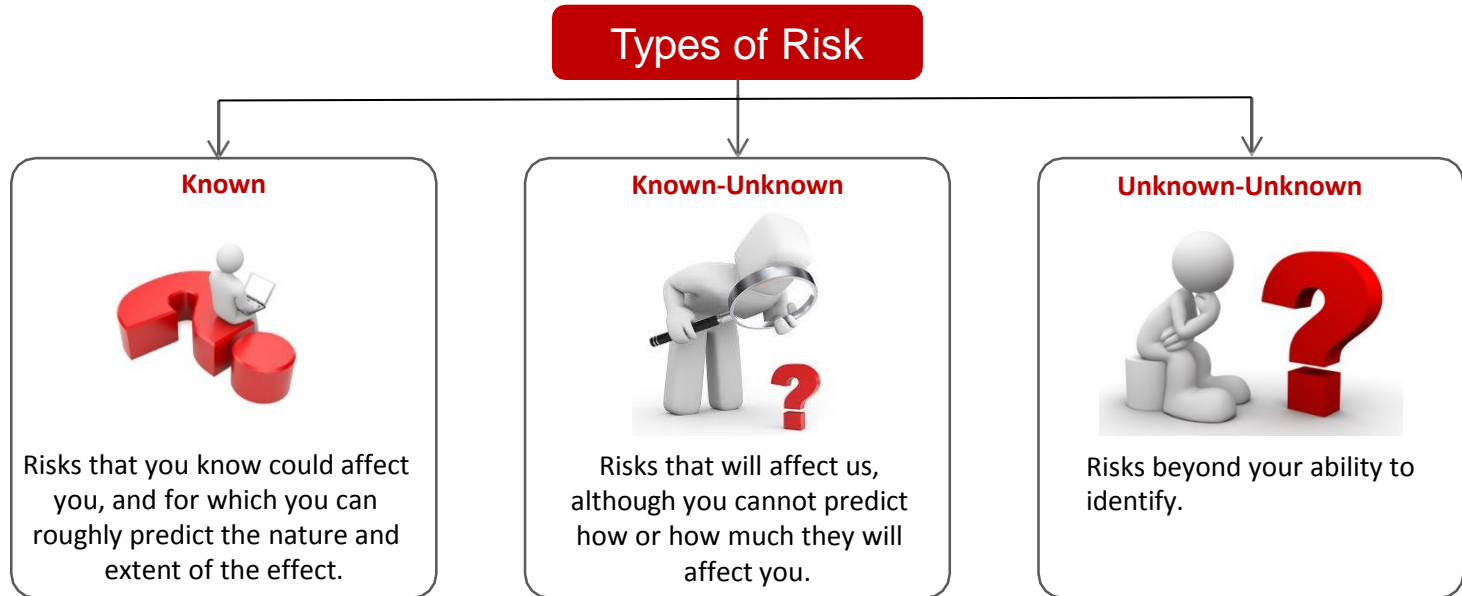 Types of Risk
Known
Risks that you know could affect
you, and for which you can
roughly predict the nature and
extent of the effect.
Known-Unknown
Risks that will affect us,
although you cannot predict
how or how much they will
affect you.
Unknown-Unknown
Risks beyond your ability to
identify.